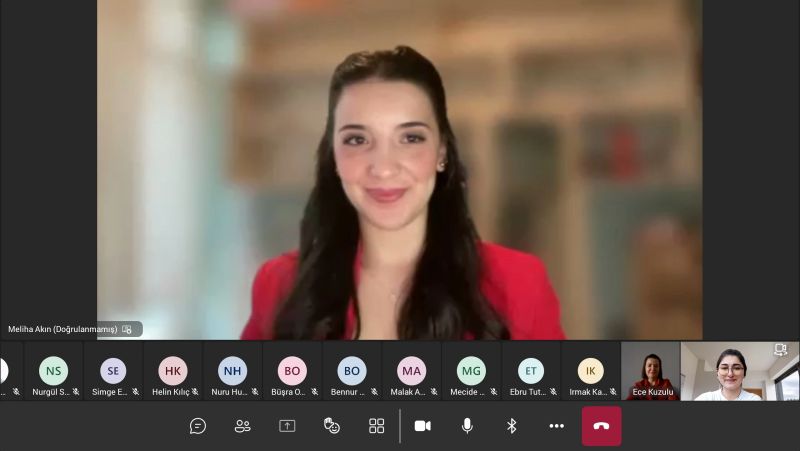 Meliha Akın (Doğrulanmamış)
NS
SE
HK
NH
BO
BO
MA
MG
ET
IK
Nurgül S...
Simge E...
Helin Kılıç
Nuru Hu...
Büşra O...
Bennur ...
Malak A...
Mecide ...
Ebru Tut...
Irmak Ka...
Ece Kuzulu